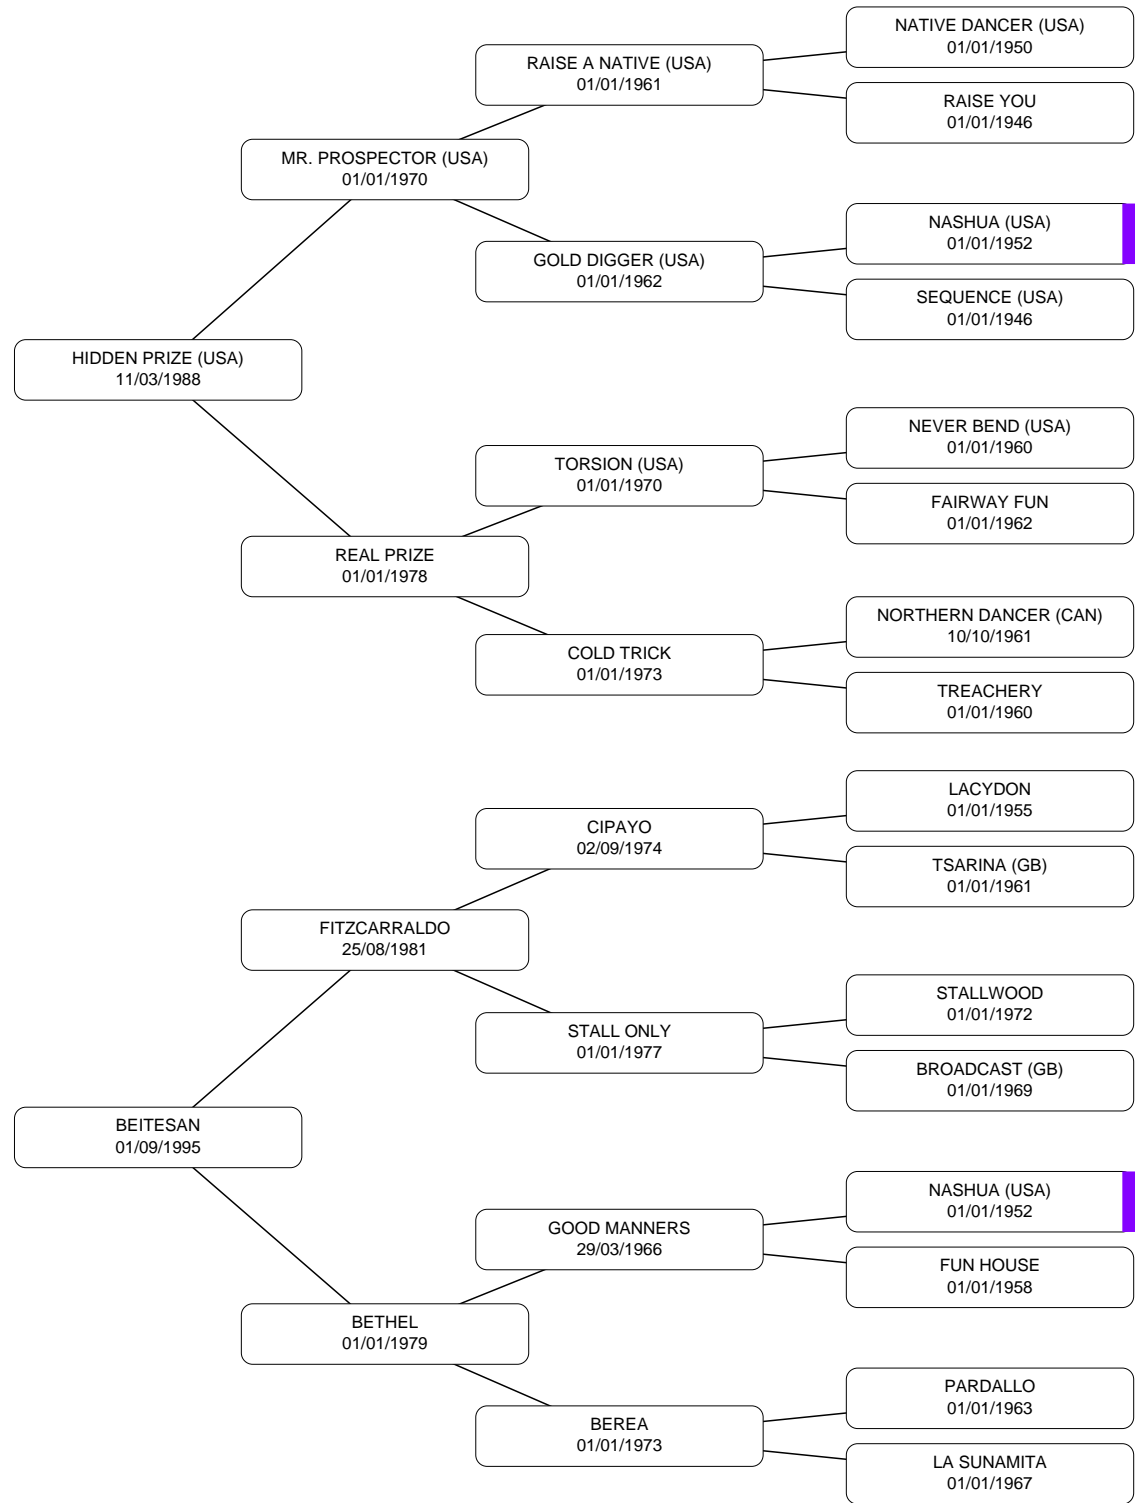 NATIVE DANCER (USA)
01/01/1950
RAISE A NATIVE (USA)
01/01/1961
RAISE YOU
01/01/1946
MR. PROSPECTOR (USA)
01/01/1970
NASHUA (USA)
01/01/1952
GOLD DIGGER (USA)
01/01/1962
SEQUENCE (USA)
01/01/1946
HIDDEN PRIZE (USA)
11/03/1988
NEVER BEND (USA)
01/01/1960
TORSION (USA)
01/01/1970
FAIRWAY FUN
01/01/1962
REAL PRIZE
01/01/1978
NORTHERN DANCER (CAN)
10/10/1961
COLD TRICK
01/01/1973
TREACHERY
01/01/1960
LACYDON
01/01/1955
CIPAYO
02/09/1974
TSARINA (GB)
01/01/1961
FITZCARRALDO
25/08/1981
STALLWOOD
01/01/1972
STALL ONLY
01/01/1977
BROADCAST (GB)
01/01/1969
BEITESAN
01/09/1995
NASHUA (USA)
01/01/1952
GOOD MANNERS
29/03/1966
FUN HOUSE
01/01/1958
BETHEL
01/01/1979
PARDALLO
01/01/1963
BEREA
01/01/1973
LA SUNAMITA
01/01/1967